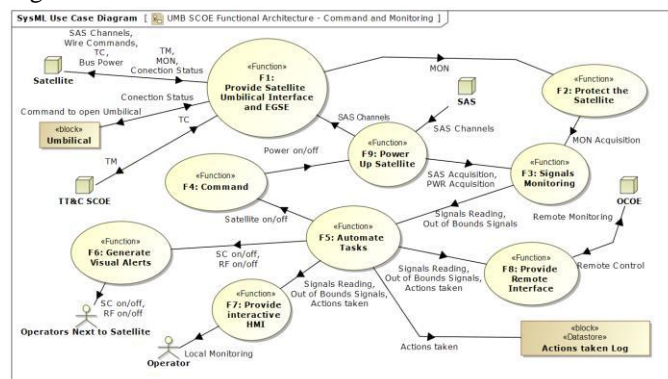 SysML Use Case Diagram [ UMB SCOE Functional Architecture - Command and Monitoring ]
SAS Channels,
Wire Commands,
TC,
Bus Power
TM,
MON,
Conection Status
Satellite
«Function»
F1:
Provide Satellite
Umbilical Interface
and EGSE
MON
«Function»
F2: Protect the
Satellite
Conection Status
Command to open Umbilical
«block»
Umbilical
TC
TM
TT&C SCOE
SAS Channels
SAS
SAS Channels
MON Acquisition
Power on/off
«Function»
F9: Power
Up Satellite
«Function»
F4: Command
SAS Acquisition,
PWR Acquisition
«Function»
F3: Signals
Monitoring
OCOE
Satellite on/off
Signals Reading,
Out of Bounds Signals
Remote Monitoring
«Function»
F5: Automate
Tasks
«Function»
F6: Generate
Visual Alerts
SC on/off,
RF on/off
Signals Reading,
Out of Bounds Signals,
Actions taken
«Function»
F8: Provide
Remote
Interface
Remote Control
SC on/off,
RF on/off
Operators Next to Satellite
«Function»
F7: Provide
interactive
HMI
Signals Reading,
Out of Bounds Signals,
Actions taken
Local Monitoring
Operator
Actions taken
«block»
«Datastore»
Actions taken Log